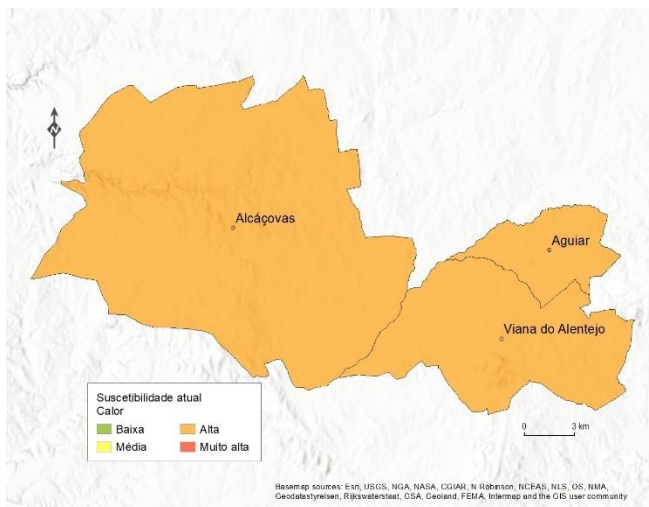 N
Alcáçovas
Aguiar
Viana do Alentejo
Suscetibilidade atual
Calor
Baixa
Alta
Média
Muito alta
0 3 km
Basemap sources: Esri, USGS, NGA, NASA, CGIAR, N Robinson, NCEAS, NLS, OS, NMA,
Geodatastyrelsen, Rijkswaterstaat, GSA, Geoland, FEMA, Intermap and the GIS user community